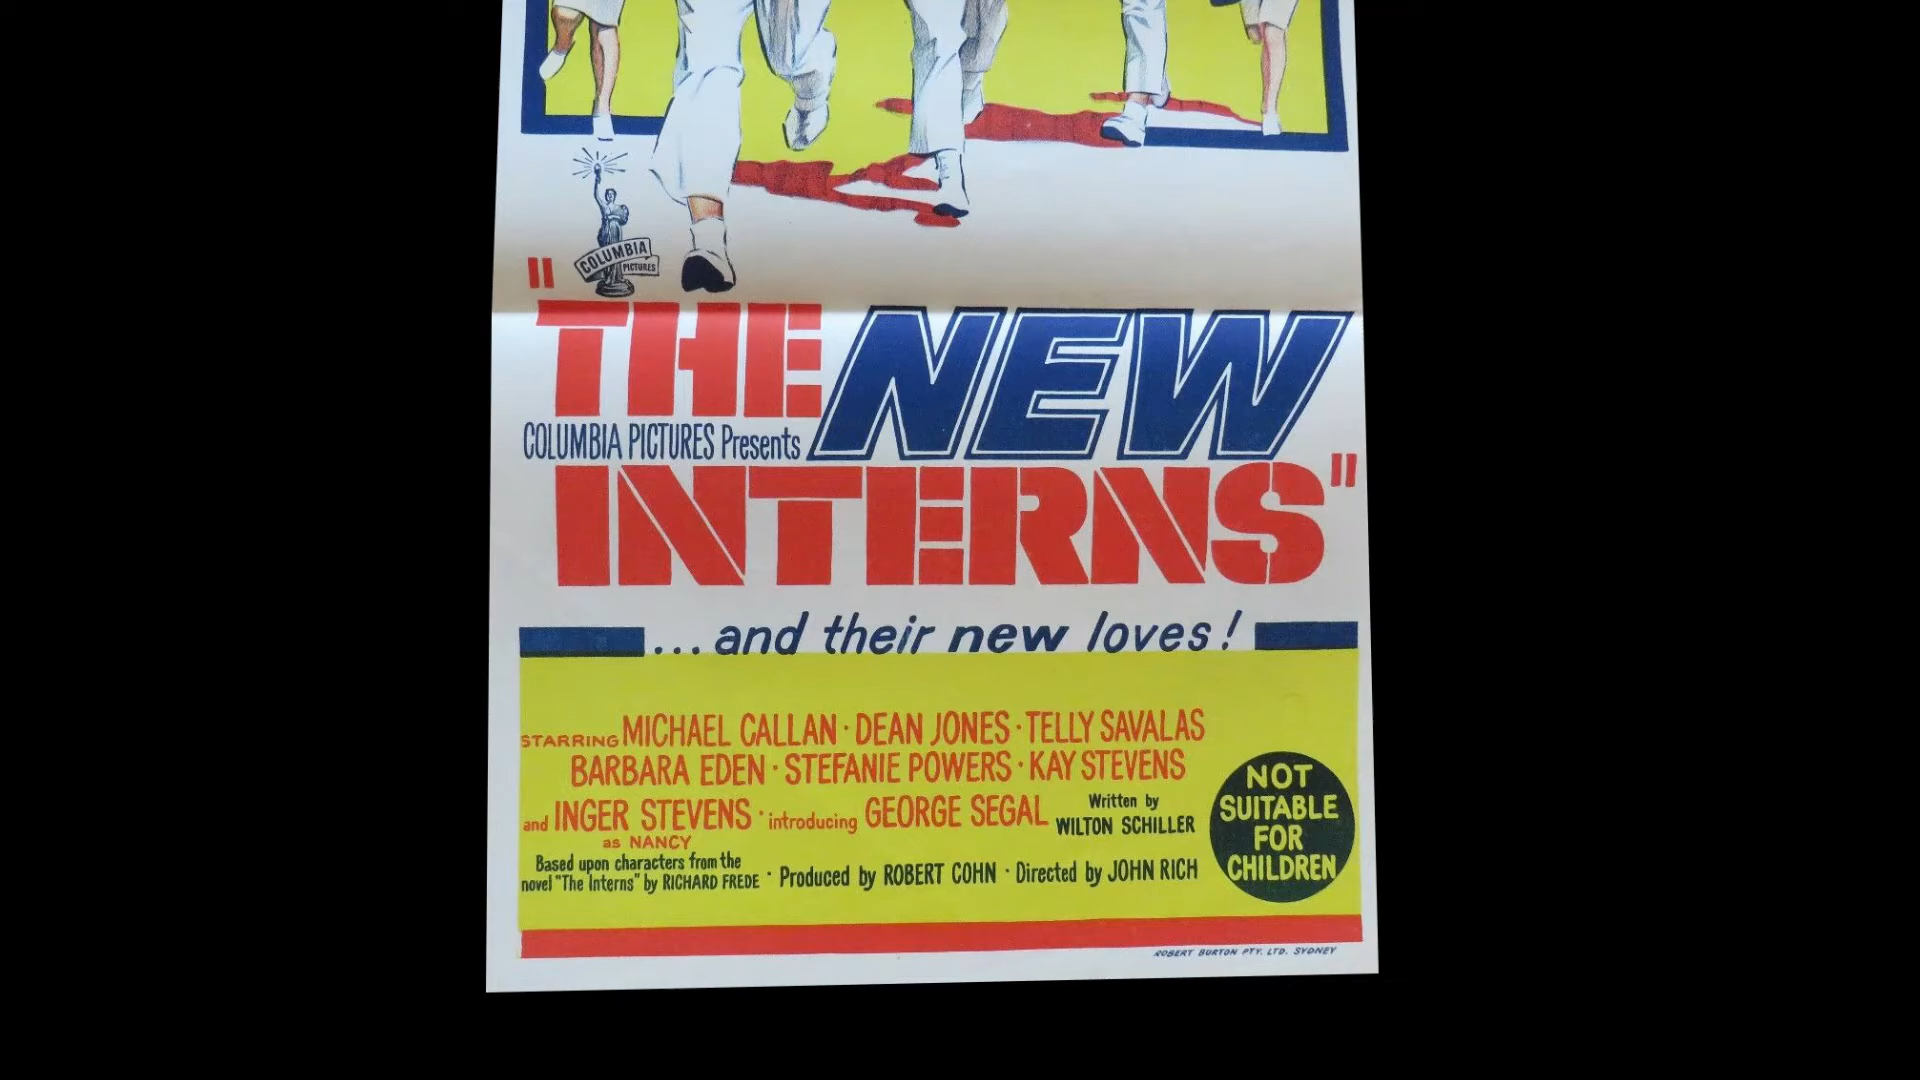 COLUMBIA
PICTURES
"THE NEW
COLUMBIA PICTURES Presents
INTERNS"
...and their new loves!
STARRING MICHAEL CALLAN · DEAN JONES · TELLY SAVALAS
BARBARA EDEN · STEFANIE POWERS · KAY STEVENS
and INGER STEVENS · introducing GEORGE SEGAL
as NANCY
Written by
WILTON SCHILLER
Based upon characters from the
novel "The Interns" by RICHARD FREDE · Produced by ROBERT COHN · Directed by JOHN RICH
NOT
SUITABLE
FOR
CHILDREN
ROBERT BURTON PTY. LTD. SYDNEY